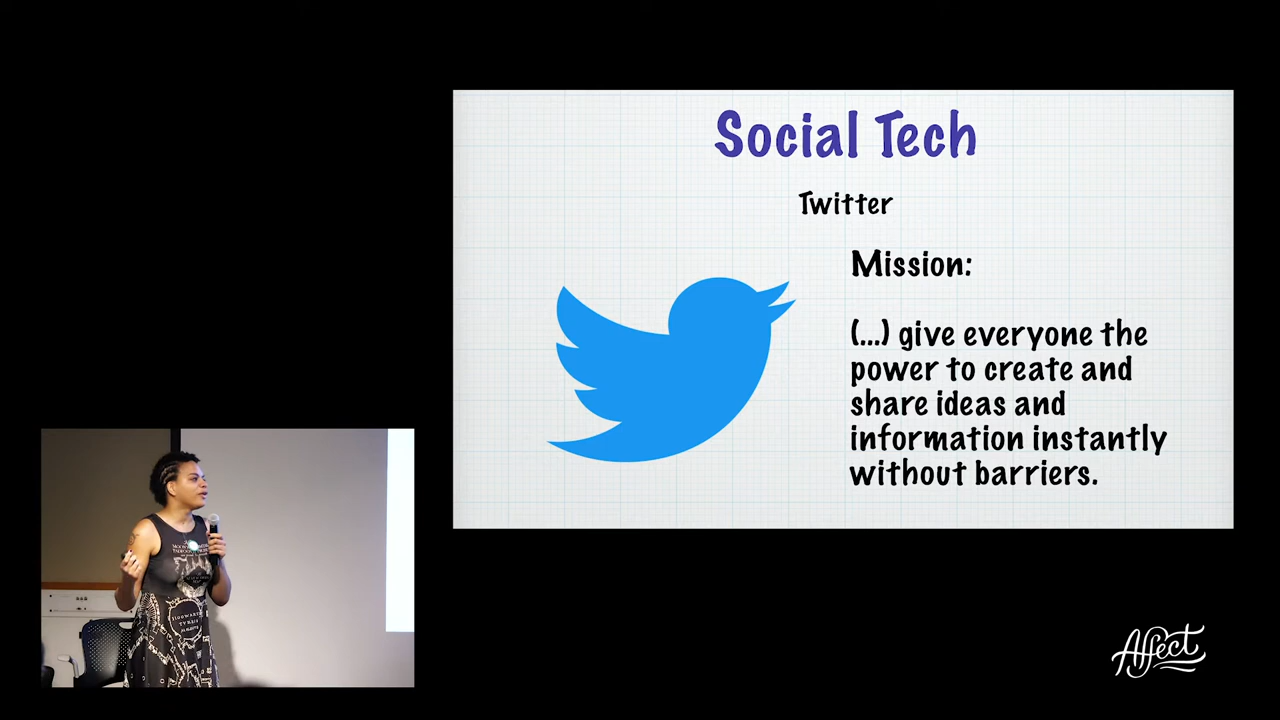 Social Tech
Twitter
Mission:
(...) give everyone the
power to create and
share ideas and
information instantly
without barriers.
HOGWARTS
Affect